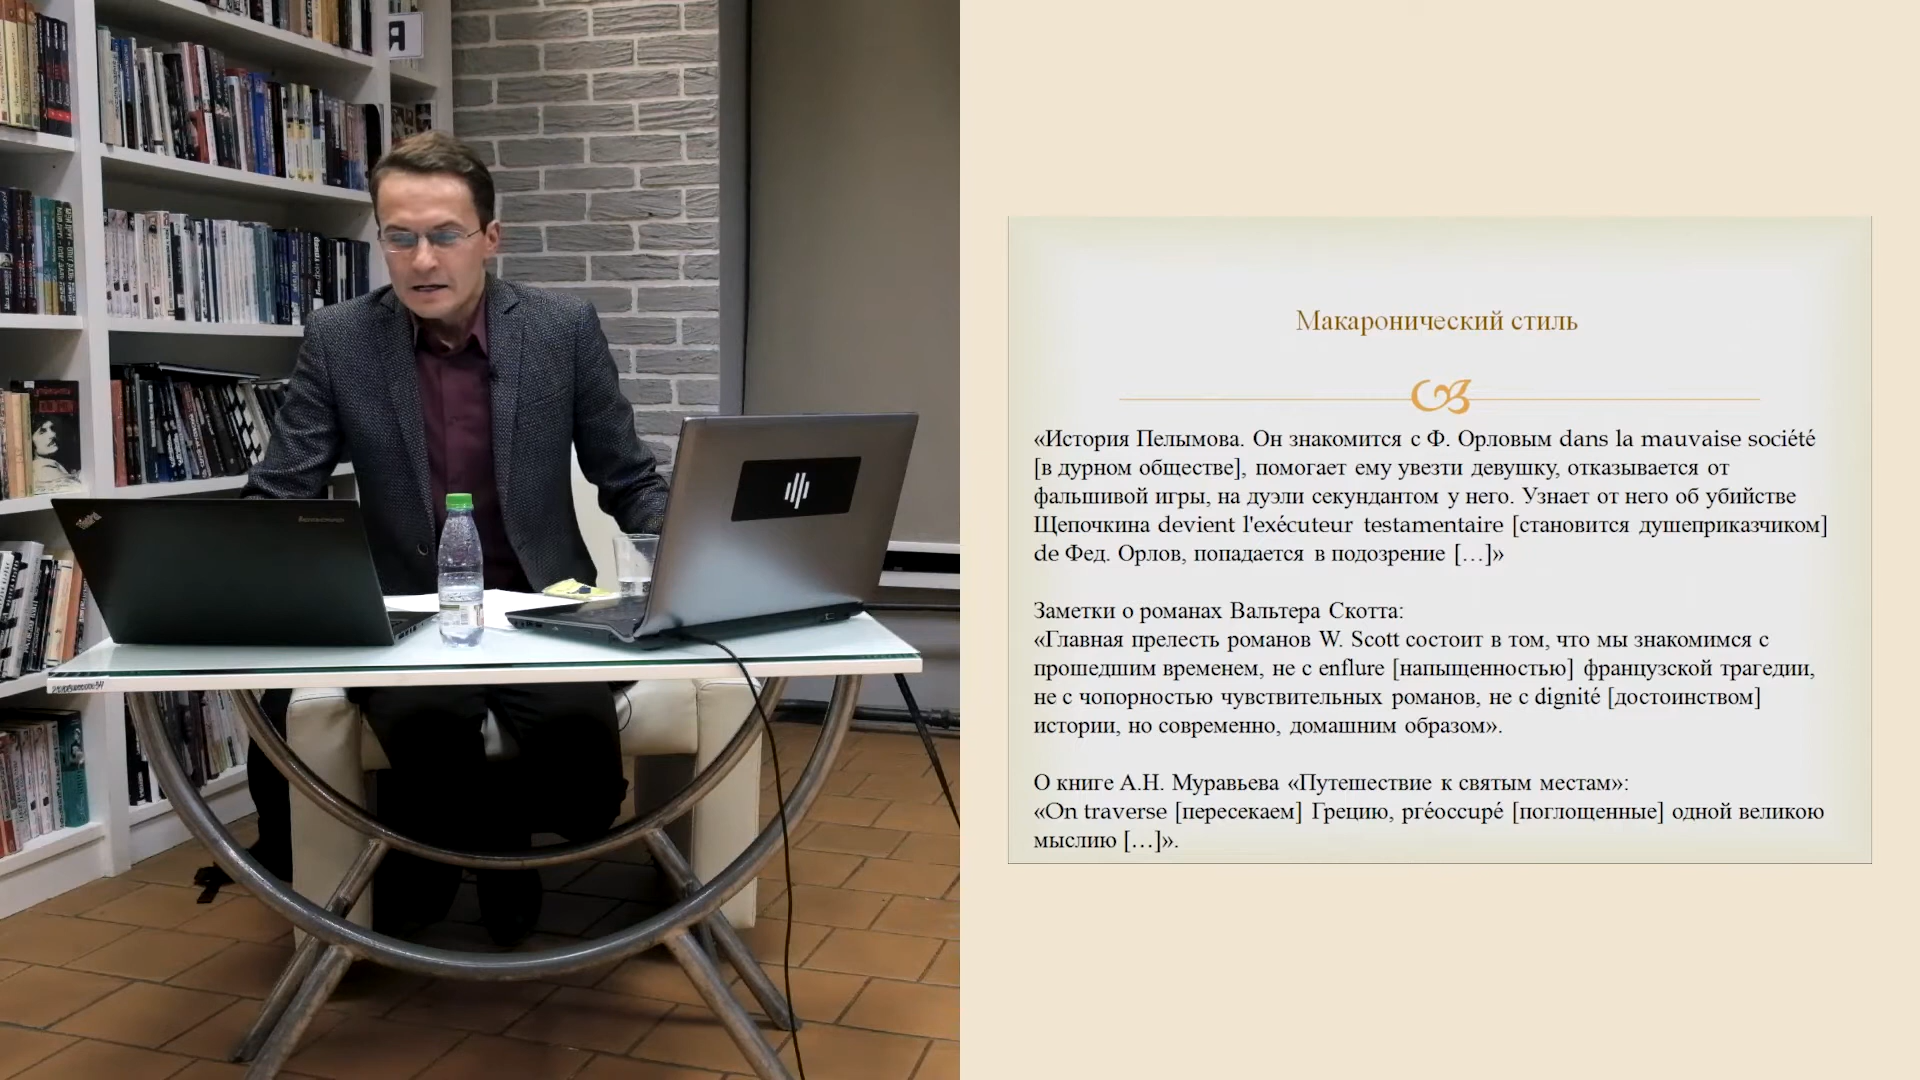 Я
ThinkPad
Макаронический стиль
«История Пелымова. Он знакомится с Ф. Орловым dans la mauvaise société
[в дурном обществе], помогает ему увезти девушку, отказывается от
фальшивой игры, на дуэли секундантом у него. Узнает от него об убийстве
Щепочкина devient l'exécuteur testamentaire [становится душеприказчиком]
de Фед. Орлов, попадается в подозрение […]»
Заметки о романах Вальтера Скотта:
«Главная прелесть романов W. Scott состоит в том, что мы знакомимся с
прошедшим временем, не с enflure [напыщенностью] французской трагедии,
не с чопорностью чувствительных романов, не с dignité [достоинством]
истории, но современно, домашним образом».
О книге А.Н. Муравьева «Путешествие к святым местам»:
«On traverse [пересекаем] Грецию, préoccupé [поглощенные] одной великою
мыслию […]».